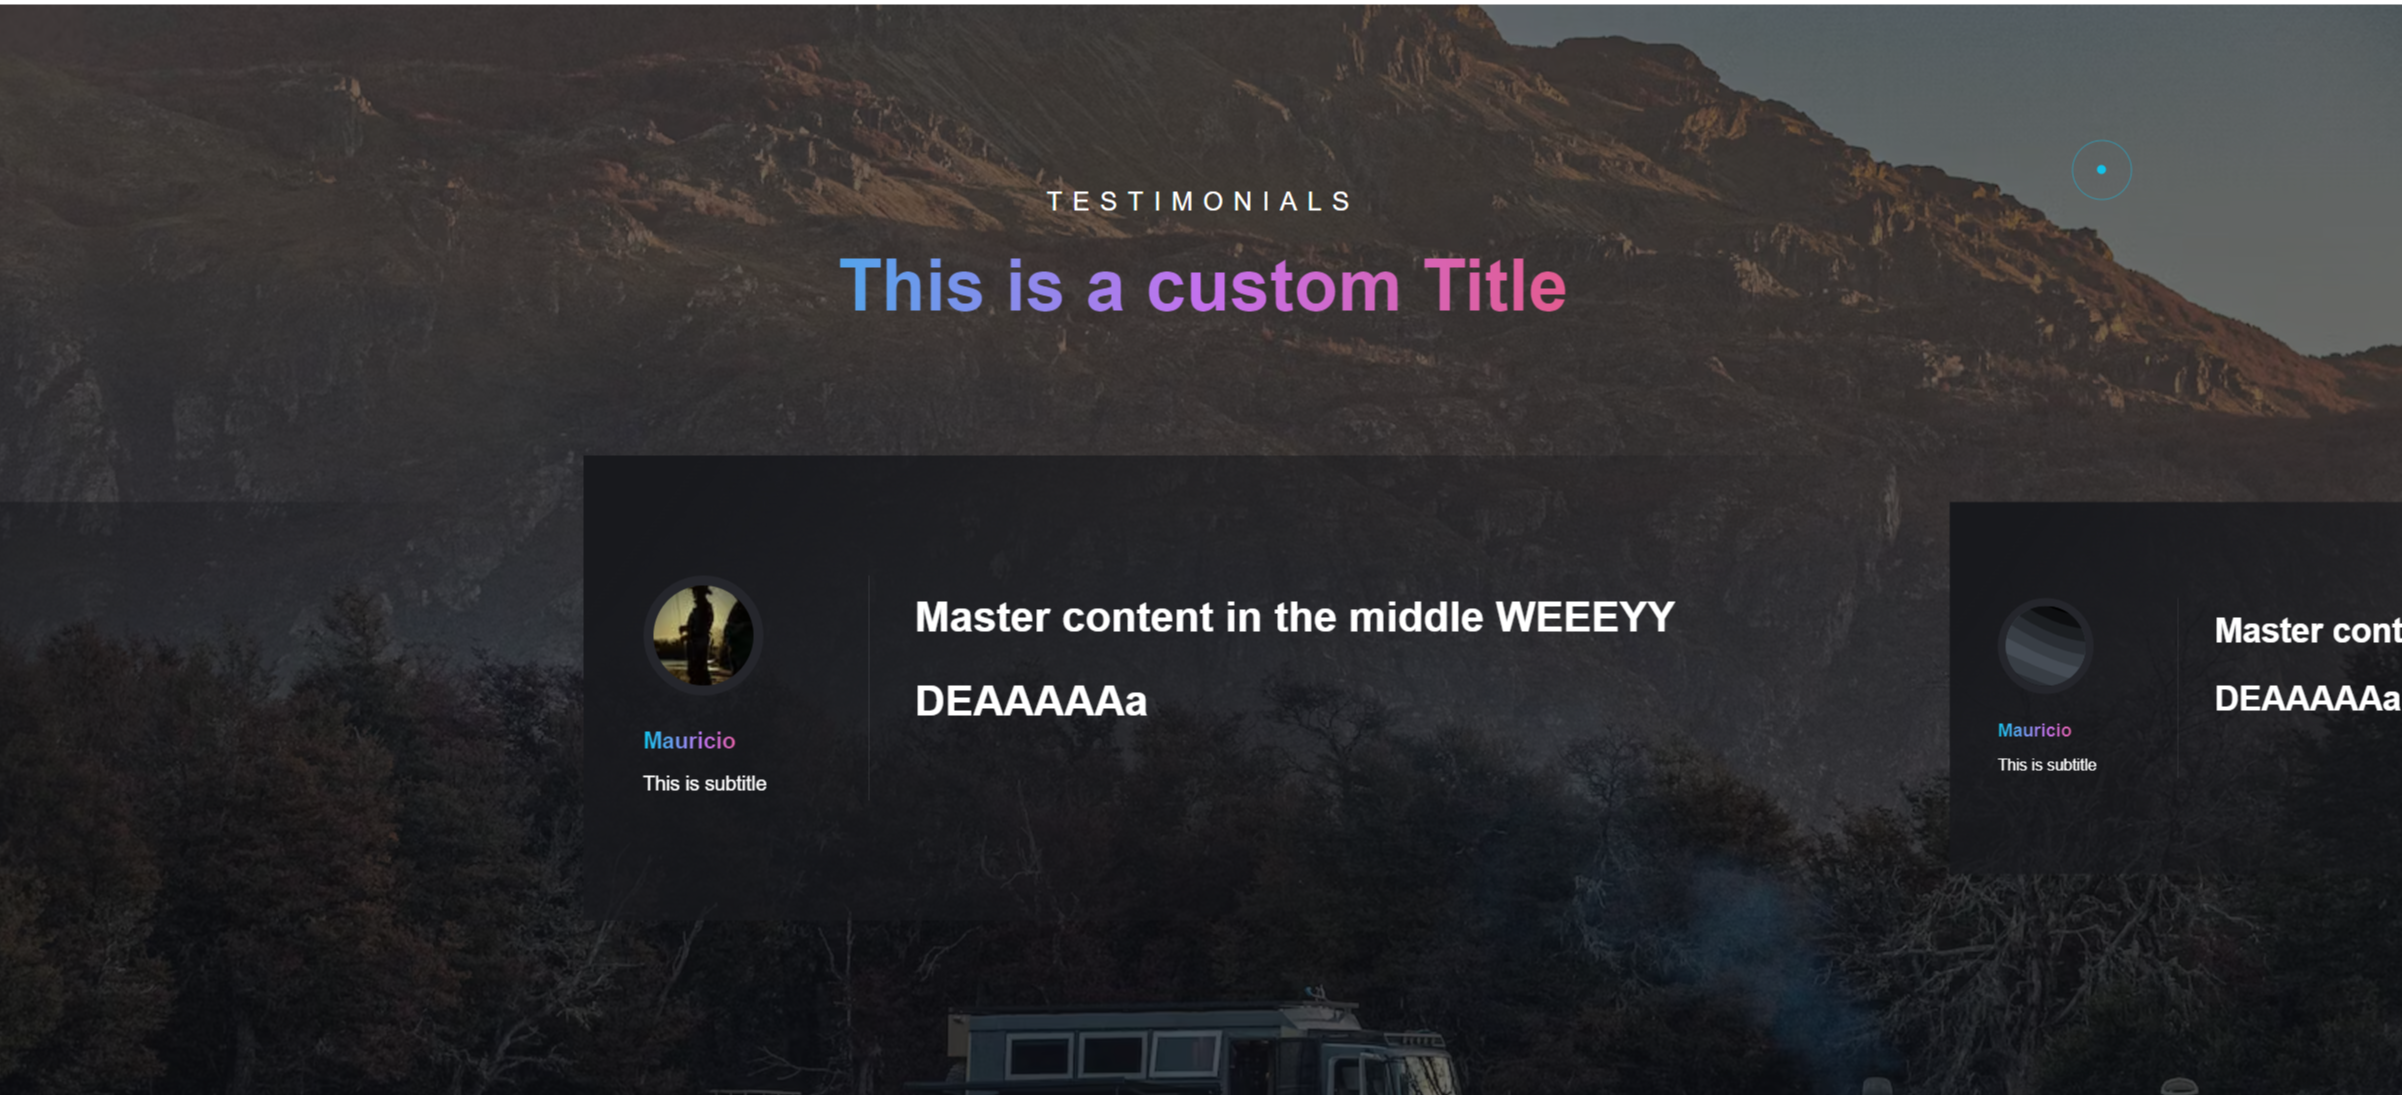 TESTIMONIALS
This is a custom Title
Master content in the middle WEEEYY
DEAAAAAa
Mauricio
This is subtitle
Master cont
DEAAAAAa
Mauricio
This is subtitle